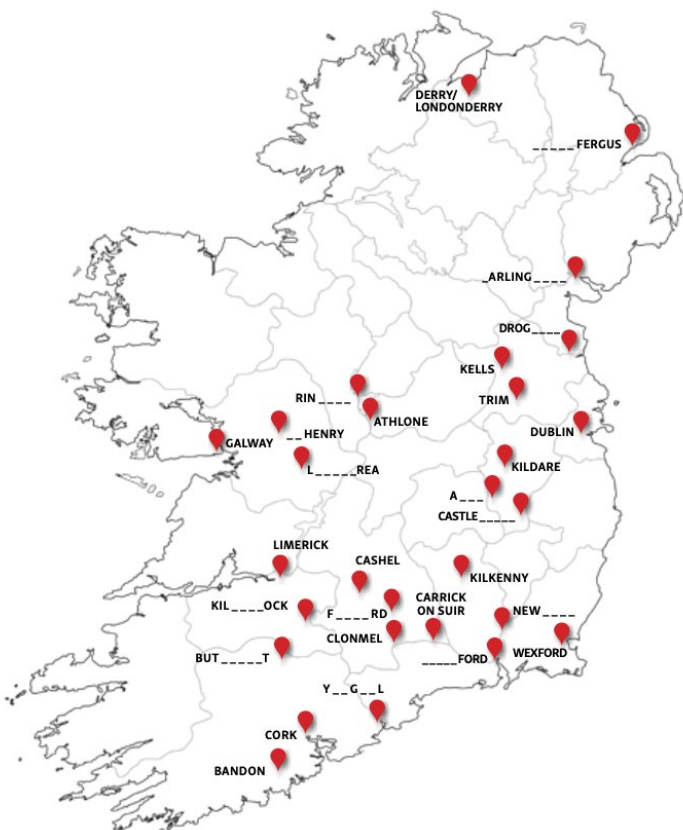 DERRY/
LONDONDERRY
_____FERGUS
_ARLING____
DROG___
KELLS
TRIM
RIN____
ATHLONE
DUBLIN
__HENRY
GALWAY
KILDARE
L_____REA
A___
CASTLE_____
LIMERICK
CASHEL
KILKENNY
CARRICK
ON SUIR
KIL____OCK
F____RD
NEW____
CLONMEL
WEXFORD
BUT_____T
_____FORD
Y__G__L
CORK
BANDON